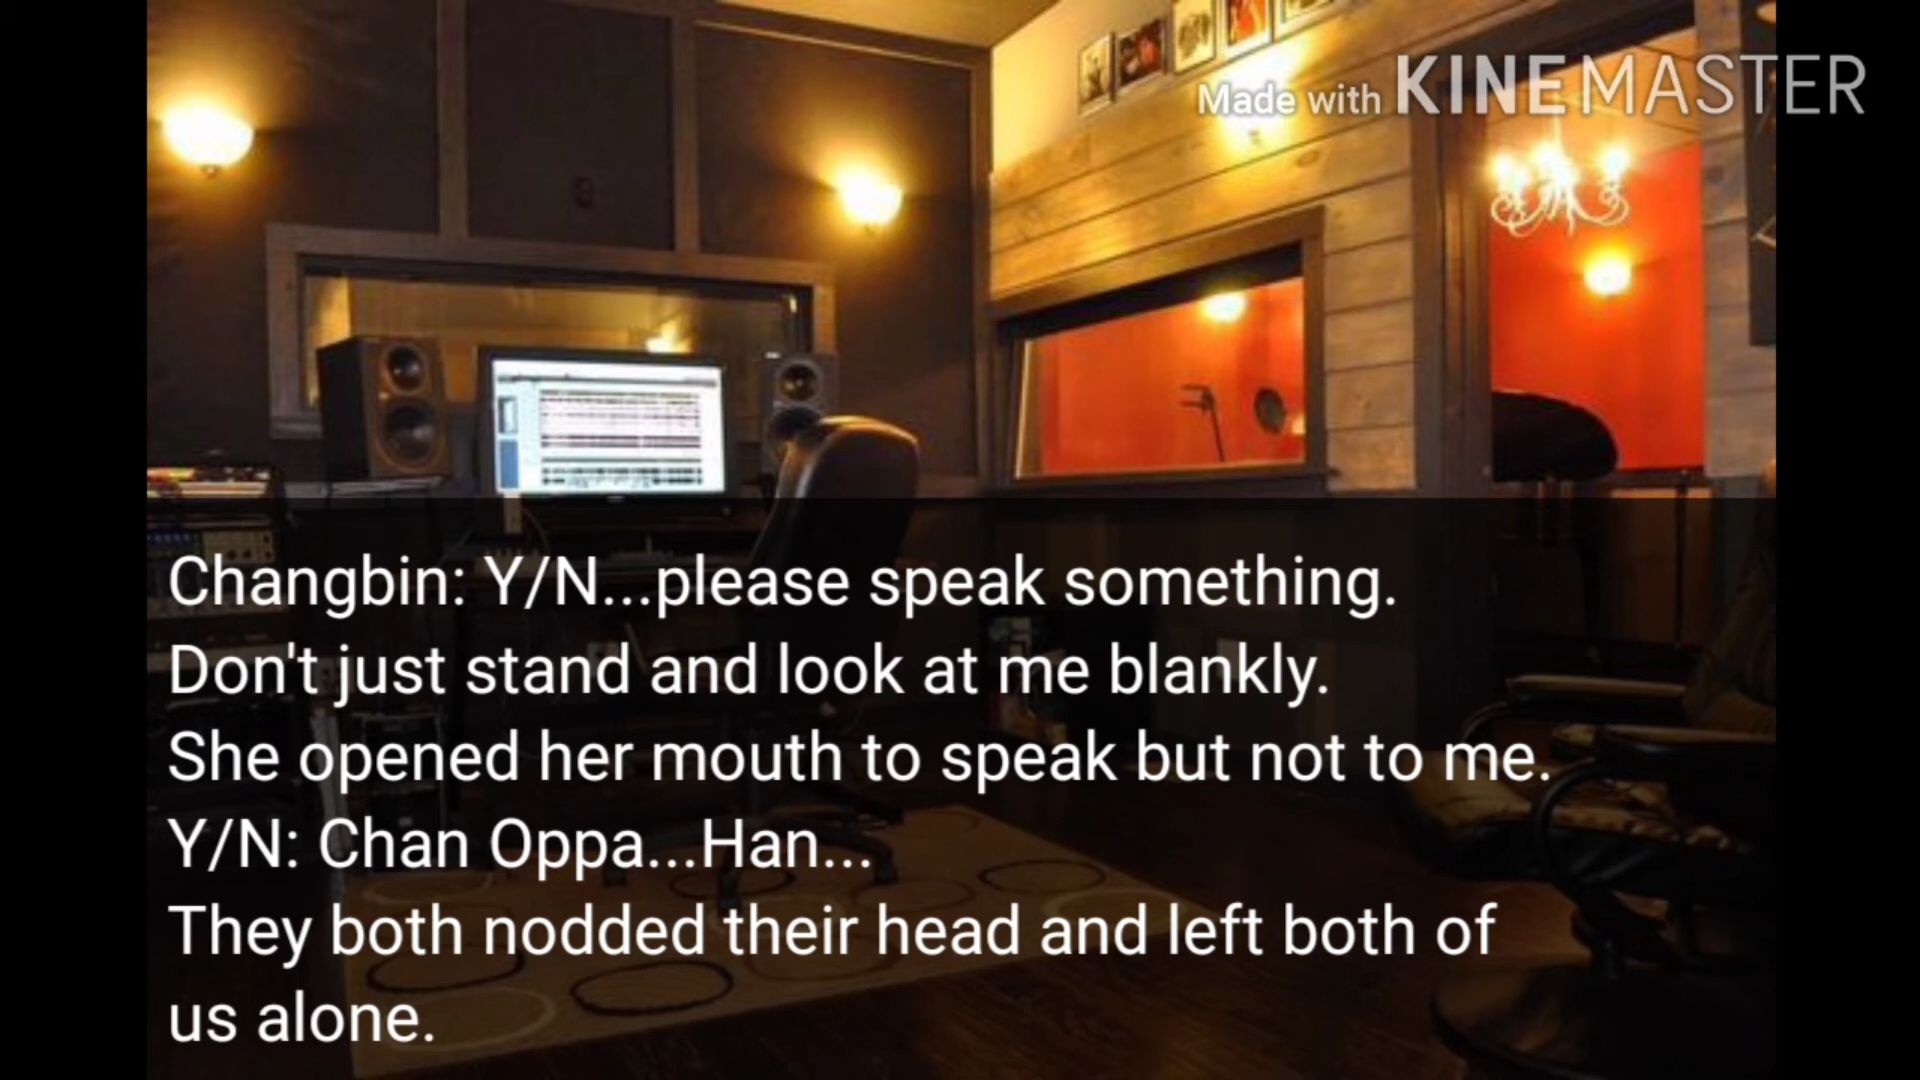 Made with KINEMASTER
Changbin: Y/N...please speak something.
Don't just stand and look at me blankly.
She opened her mouth to speak but not to me.
Y/N: Chan Oppa...Han...
They both nodded their head and left both of
us alone.